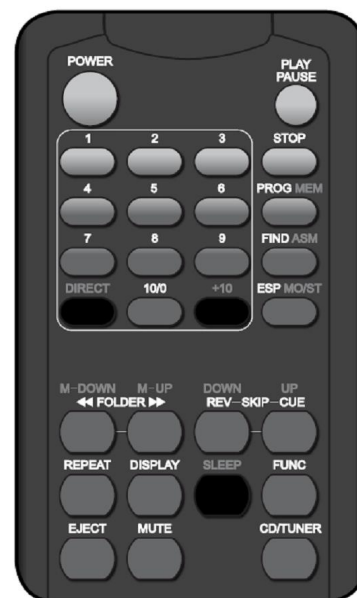 POWER PLAY PAUSE
1 2 3 STOP
4 5 6 PROG MEM
7 8 9 FIND ASM
DIRECT 10/0 +10 ESP MO/ST
M-DOWN M-UP DOWN UP
◀◀ FOLDER ▶▶ REV-SKIP-CUE
REPEAT DISPLAY SLEEP FUNC
EJECT MUTE CD/TUNER